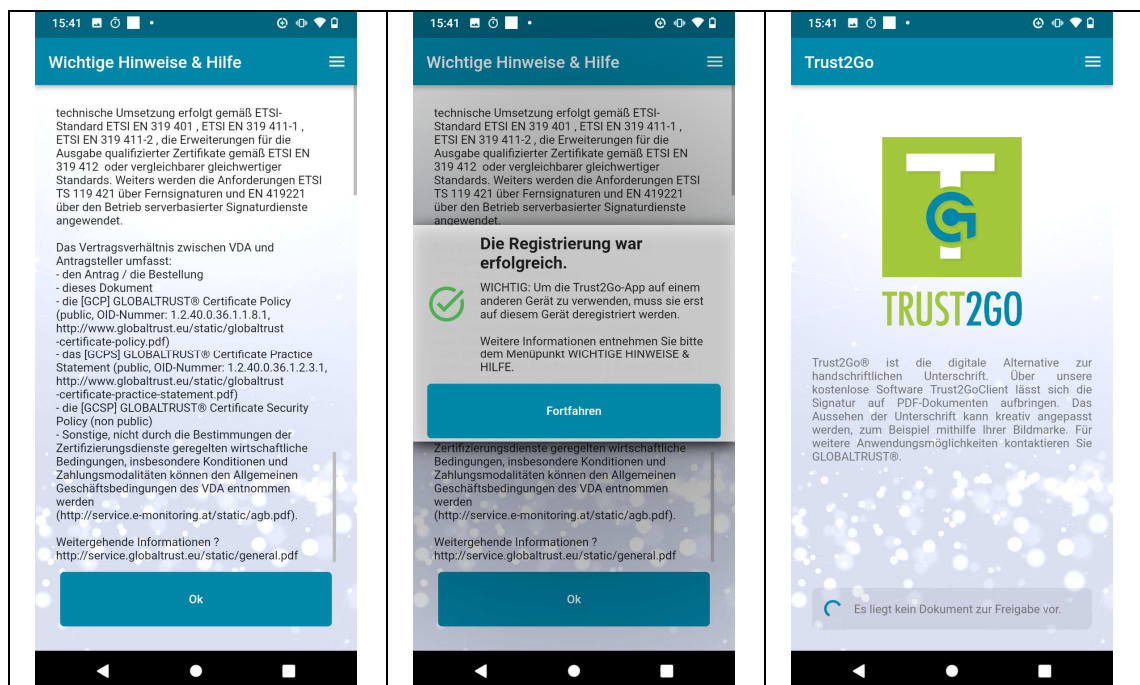 15:41
Wichtige Hinweise & Hilfe
technische Umsetzung erfolgt gemäß ETSI-
Standard ETSI EN 319 401 , ETSI EN 319 411-1 ,
ETSI EN 319 411-2 , die Erweiterungen für die
Ausgabe qualifizierter Zertifikate gemäß ETSI EN
319 412 oder vergleichbarer gleichwertiger
Standards. Weiters werden die Anforderungen ETSI
TS 119 421 über Fernsignaturen und EN 419221
über den Betrieb serverbasierter Signaturdienste
angewendet.
Das Vertragsverhältnis zwischen VDA und
Antragsteller umfasst:
- den Antrag / die Bestellung
- dieses Dokument
- die [GCP] GLOBALTRUST® Certificate Policy
(public, OID-Nummer: 1.2.40.0.36.1.1.8.1,
http://www.globaltrust.eu/static/globaltrust
-certificate-policy.pdf)
- das [GCPS] GLOBALTRUST® Certificate Practice
Statement (public, OID-Nummer: 1.2.40.0.36.1.2.3.1,
http://www.globaltrust.eu/static/globaltrust
-certificate-practice-statement.pdf)
- die [GCSP] GLOBALTRUST® Certificate Security
Policy (non public)
- Sonstige, nicht durch die Bestimmungen der
Zertifizierungsdienste geregelten wirtschaftliche
Bedingungen, insbesondere Konditionen und
Zahlungsmodalitäten können den Allgemeinen
Geschäftsbedingungen des VDA entnommen
werden
(http://service.e-monitoring.at/static/agb.pdf).
Weitergehende Informationen ?
http://service.globaltrust.eu/static/general.pdf
Ok
15:41
Wichtige Hinweise & Hilfe
technische Umsetzung erfolgt gemäß ETSI-
Standard ETSI EN 319 401 , ETSI EN 319 411-1 ,
ETSI EN 319 411-2 , die Erweiterungen für die
Ausgabe qualifizierter Zertifikate gemäß ETSI EN
319 412 oder vergleichbarer gleichwertiger
Standards. Weiters werden die Anforderungen ETSI
TS 119 421 über Fernsignaturen und EN 419221
über den Betrieb serverbasierter Signaturdienste
angewendet.
Die Registrierung war
erfolgreich.
WICHTIG: Um die Trust2Go-App auf einem
anderen Gerät zu verwenden, muss sie erst
auf diesem Gerät deregistriert werden.
Weitere Informationen entnehmen Sie bitte
dem Menüpunkt WICHTIGE HINWEISE &
HILFE.
Fortfahren
Zertifizierungsdienste geregelten wirtschaftliche
Bedingungen, insbesondere Konditionen und
Zahlungsmodalitäten können den Allgemeinen
Geschäftsbedingungen des VDA entnommen
werden
(http://service.e-monitoring.at/static/agb.pdf).
Weitergehende Informationen ?
http://service.globaltrust.eu/static/general.pdf
Ok
15:41
Trust2Go
TRUST2GO
Trust2Go® ist die digitale Alternative zur
handschriftlichen Unterschrift. Über unsere
kostenlose Software Trust2GoClient lässt sich die
Signatur auf PDF-Dokumenten aufbringen. Das
Aussehen der Unterschrift kann kreativ angepasst
werden, zum Beispiel mithilfe Ihrer Bildmarke. Für
weitere Anwendungsmöglichkeiten kontaktieren Sie
GLOBALTRUST®.
Es liegt kein Dokument zur Freigabe vor.